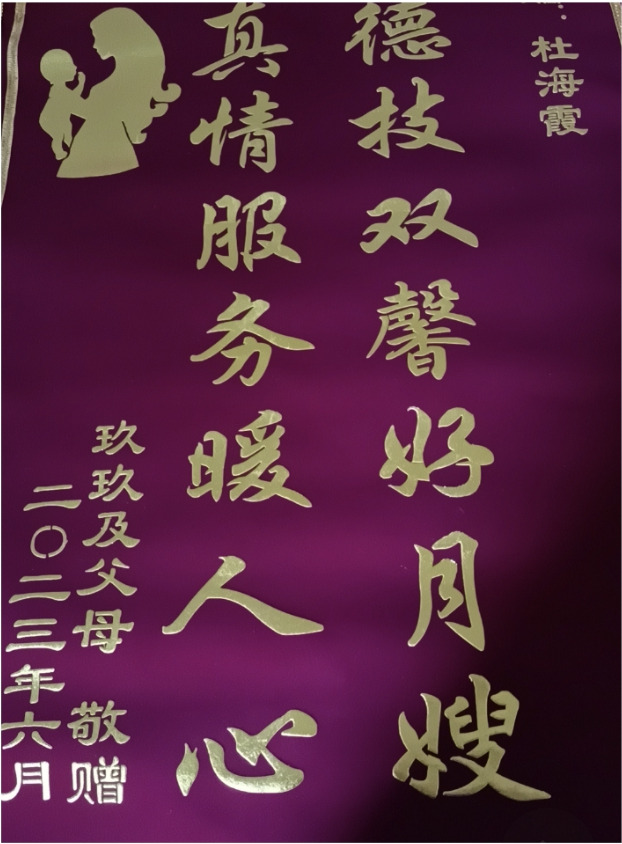 ：杜海霞
德技双馨好月嫂
真情服务暖人心
玖玖及父母 敬赠
二〇二三年六月